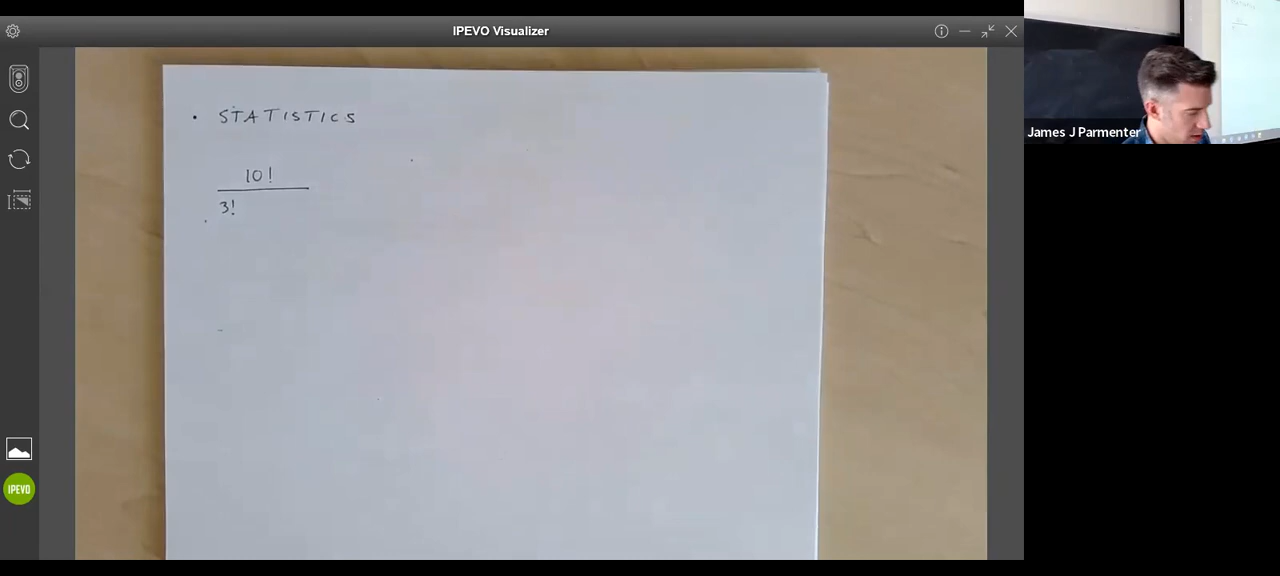 IPEVO Visualizer
• STATISTICS
10!
3!
IPEVO
James J Parmenter